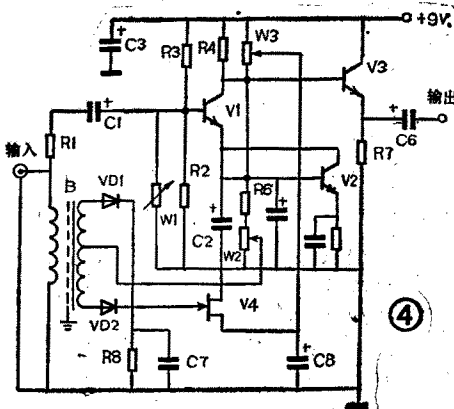 +9V.
C3
R3
R4
W3
V3
V1
C1
输出
C6
R1
R2
R7
输入
V2
R6
B
VD1
W1
C2
W2
VD2
V4
④
R8
C7
C8